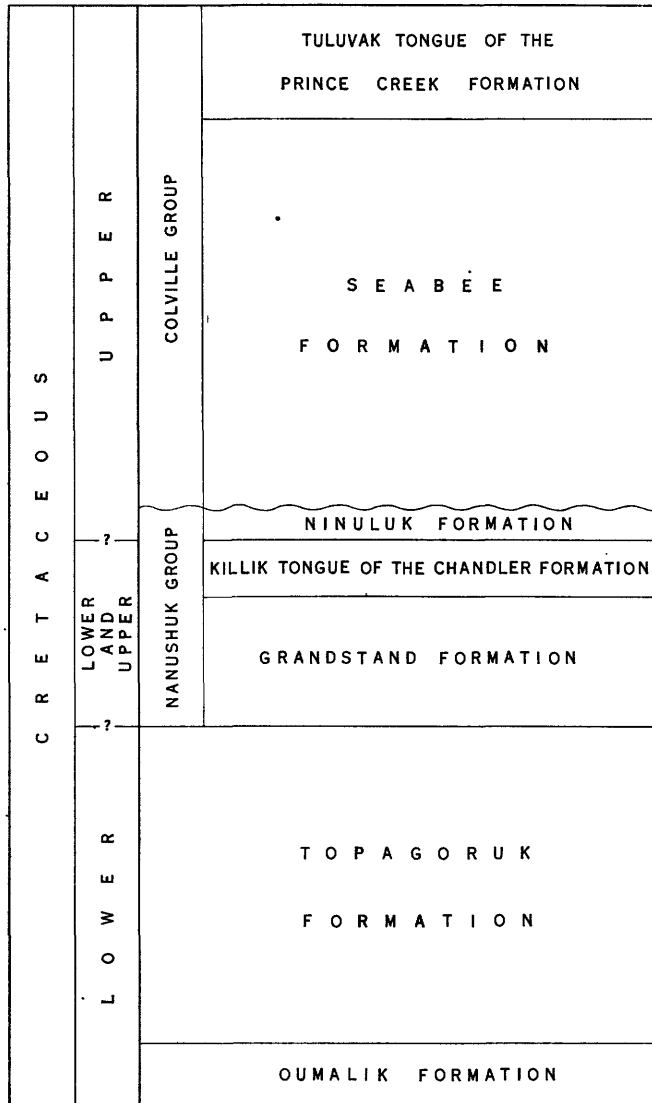 CRETACEOUS
UPPER
COLVILLE GROUP
TULUVAK TONGUE OF THE
PRINCE CREEK FORMATION
SEABEE
FORMATION
?
LOWER
AND
UPPER
NANUSHUK GROUP
NINULUK FORMATION
KILLIK TONGUE OF THE CHANDLER FORMATION
GRANDSTAND FORMATION
?
LOWER
TOPAGORUK
FORMATION
OUMALIK FORMATION